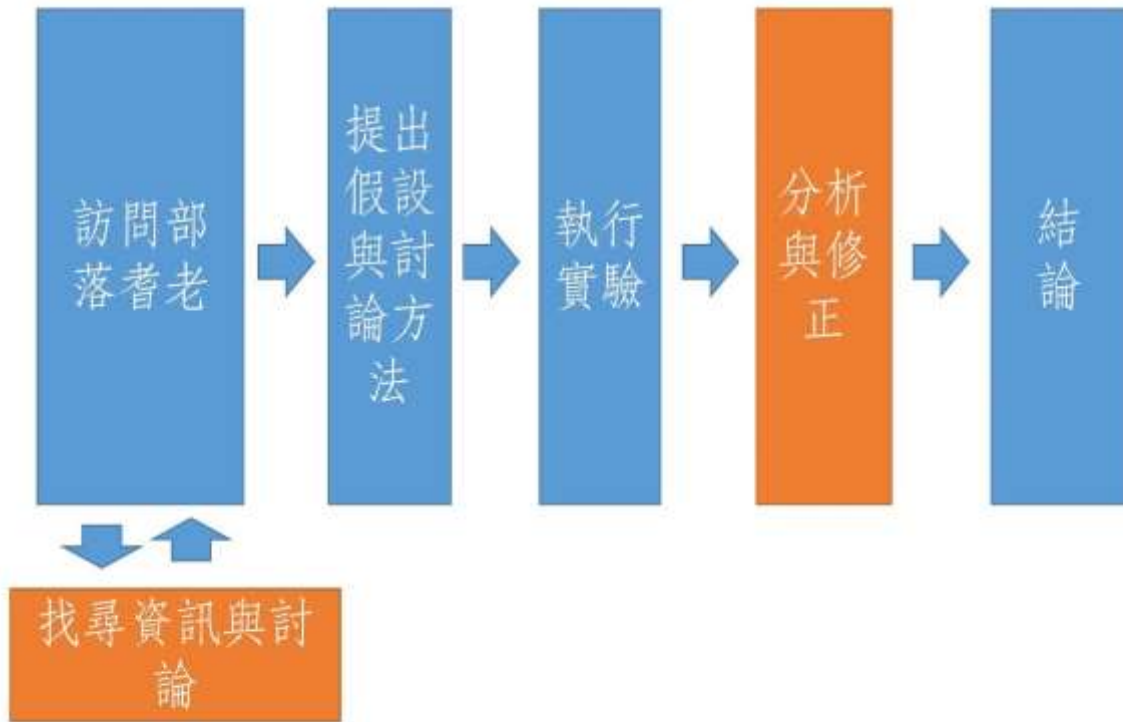 訪問部
落耆老
提出
假設
與討
論方
法
執行
實驗
分析
與修
正
結
論
找尋資訊與討
論